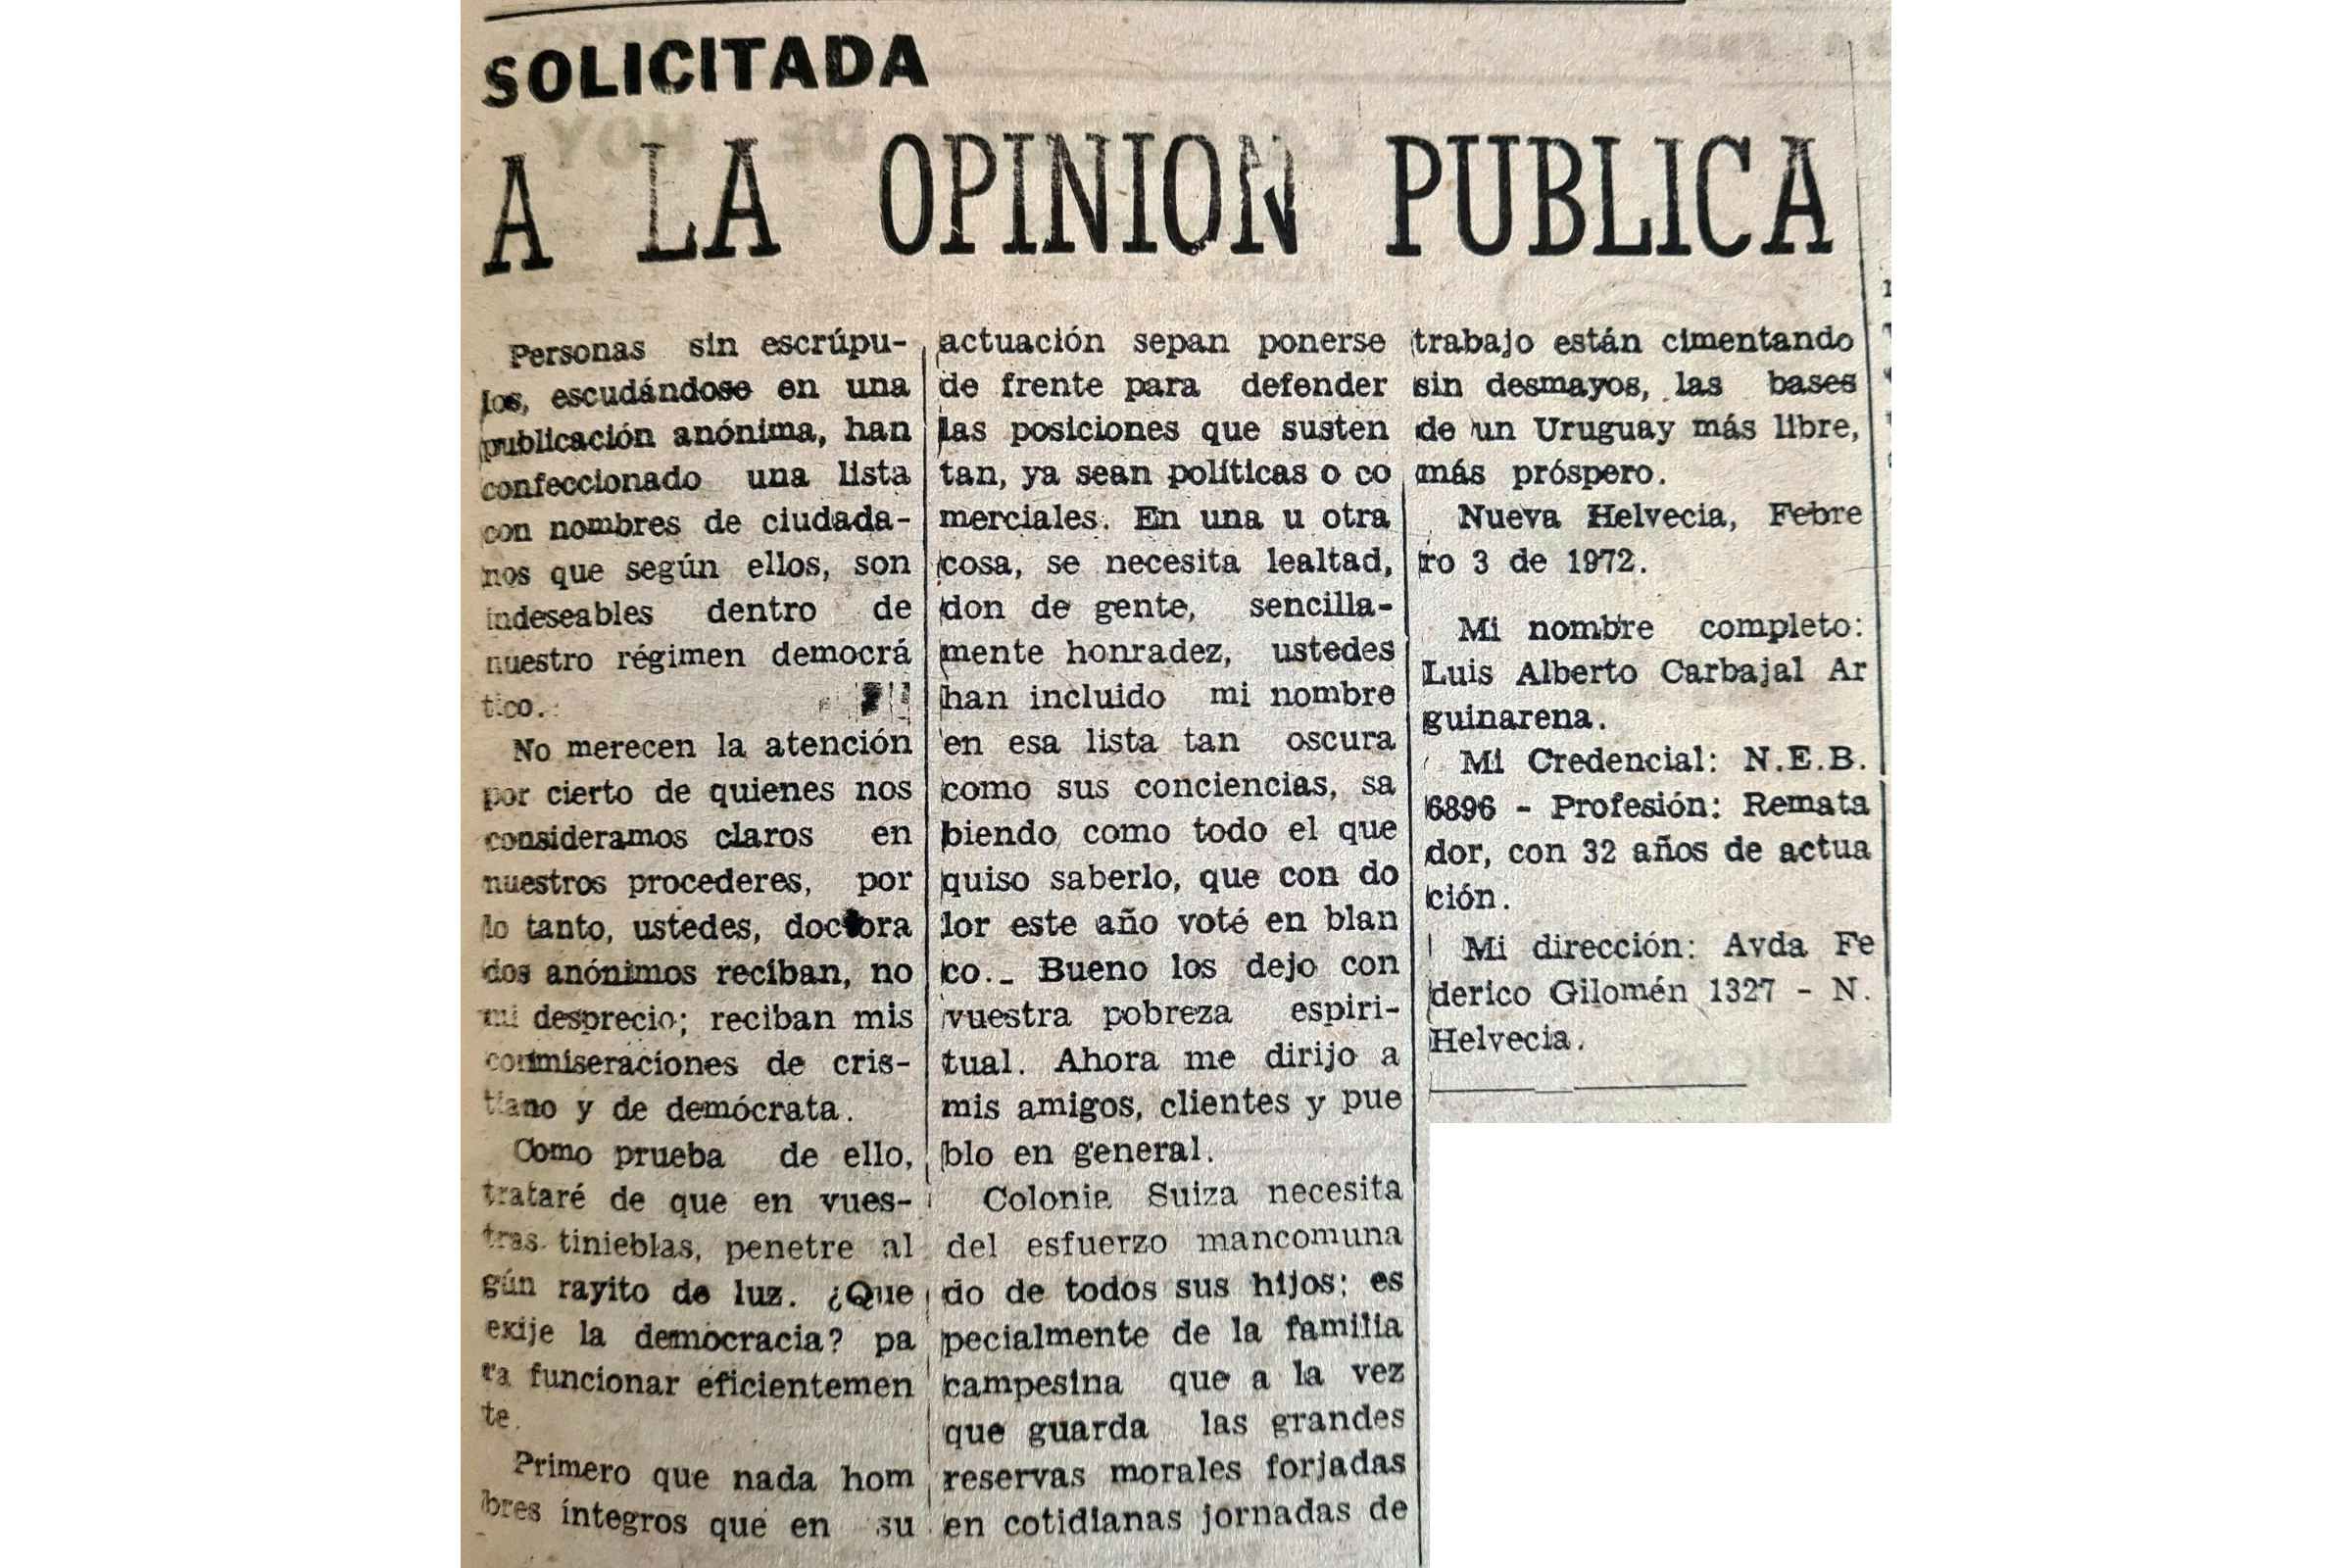 SOLICITADA
A LA OPINION PUBLICA
Personas sin escrúpu-
los, escudándose en una
publicación anónima, han
confeccionado una lista
con nombres de ciudada-
nos que según ellos, son
indeseables dentro de
nuestro régimen democrá
tico.
No merecen la atención
por cierto de quienes nos
consideramos claros en
nuestros procederes, por
lo tanto, ustedes, doctora
dos anónimos reciban, no
mi desprecio; reciban mis
conmiseraciones de cris-
tiano y de demócrata.
Como prueba de ello,
trataré de que en vues-
tras tinieblas, penetre al
gún rayito de luz. ¿Que
exije la democracia? pa
ra funcionar eficientemen
te.
Primero que nada hom
bres íntegros que en su
actuación sepan ponerse
de frente para defender
las posiciones que susten
tan, ya sean políticas o co
merciales. En una u otra
cosa, se necesita lealtad,
don de gente, sencilla-
mente honradez, ustedes
han incluido mi nombre
en esa lista tan oscura
como sus conciencias, sa
biendo como todo el que
quiso saberlo, que con do
lor este año voté en blan
co._ Bueno los dejo con
vuestra pobreza espiri-
tual. Ahora me dirijo a
mis amigos, clientes y pue
blo en general.
Colonia Suiza necesita
del esfuerzo mancomuna
do de todos sus hijos; es
pecialmente de la familia
campesina que a la vez
que guarda las grandes
reservas morales forjadas
en cotidianas jornadas de
trabajo están cimentando
sin desmayos, las bases
de un Uruguay más libre,
más próspero.
Nueva Helvecia, Febre
ro 3 de 1972.
Mi nombre completo:
Luis Alberto Carbajal Ar
guinarena.
Mi Credencial: N.E.B.
6896 - Profesión: Remata
dor, con 32 años de actua
ción.
Mi dirección: Avda Fe
derico Gilomén 1327 - N.
Helvecia.